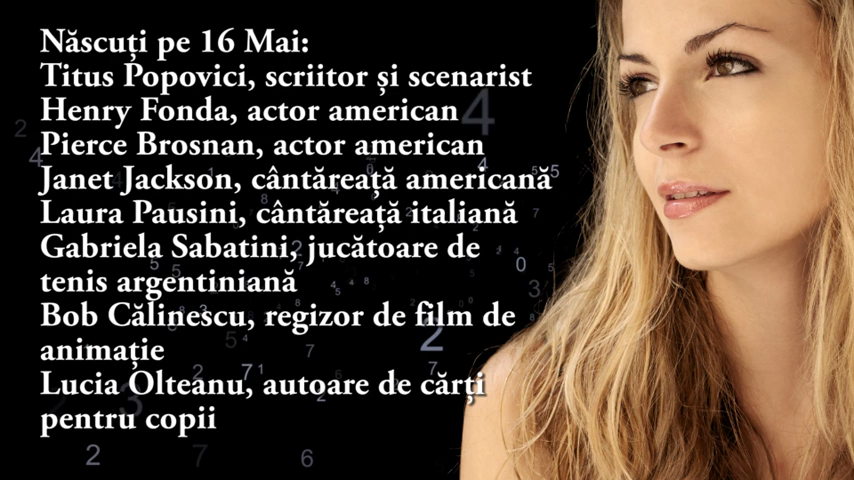 Născuți pe 16 Mai:
Titus Popovici, scriitor și scenarist
Henry Fonda, actor american
Pierce Brosnan, actor american
Janet Jackson, cântăreață americană
Laura Pausini, cântăreață italiană
Gabriela Sabatini, jucătoare de
tenis argentiniană
Bob Călinescu, regizor de film de
animație
Lucia Olteanu, autoare de cărți
pentru copii